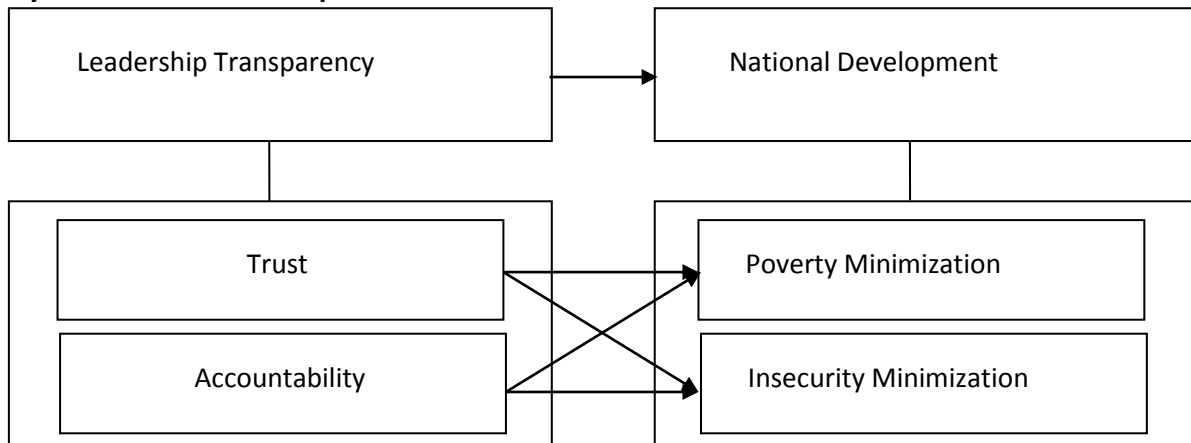 Leadership Transparency
National Development
Trust
Poverty Minimization
Accountability
Insecurity Minimization